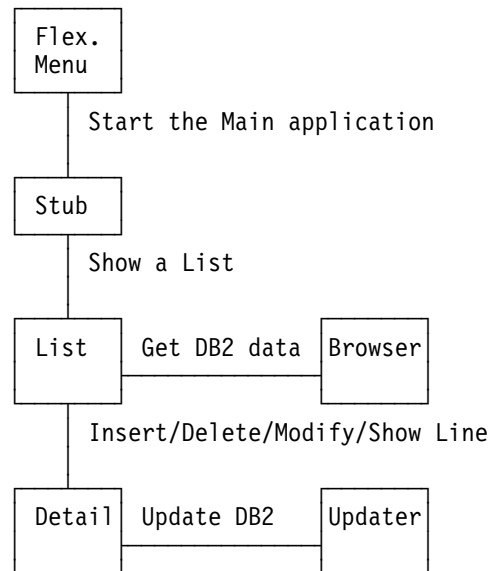 Flex.
Menu
Start the Main application
Stub
Show a List
List Get DB2 data Browser
Insert/Delete/Modify/Show Line
Detail Update DB2 Updater